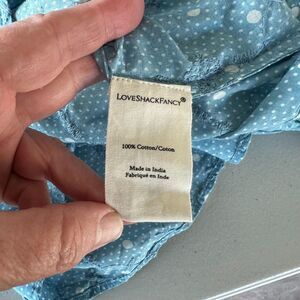 LoveShackFancy®
100% Cotton/Coton
Made in India
Fabriqué en Inde